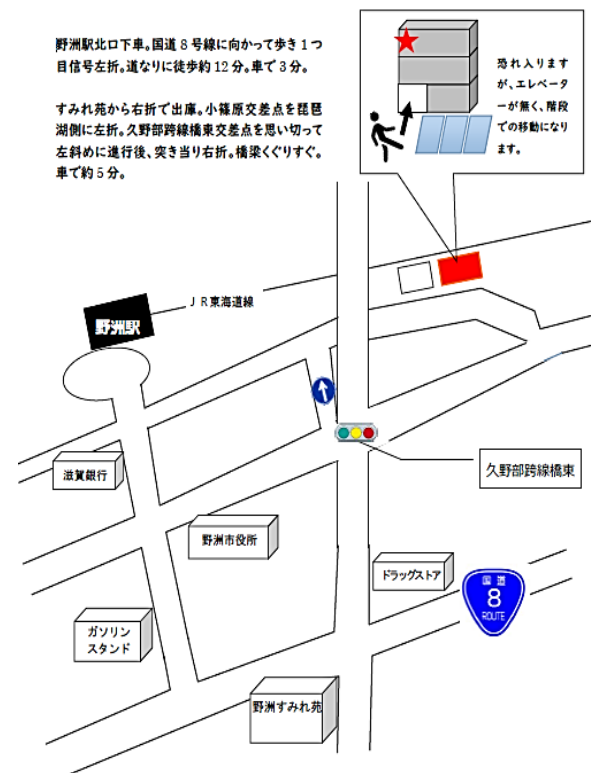 野洲駅北口下車。国道８号線に向かって歩き１つ
目信号左折。道なりに徒歩約12分。車で３分。
すみれ苑から右折で出庫。小篠原交差点を琵琶
湖側に左折。久野部跨線橋東交差点を思い切って
左斜めに進行後、突き当り右折。橋梁くぐりすぐ。
車で約５分。
恐れ入ります
が、エレベータ
ーが無く、階段
での移動になり
ます。
ＪＲ東海道線
野洲駅
滋賀銀行
久野部跨線橋東
野洲市役所
ドラッグストア
国道
8
ROUTE
ガソリン
スタンド
野洲すみれ苑